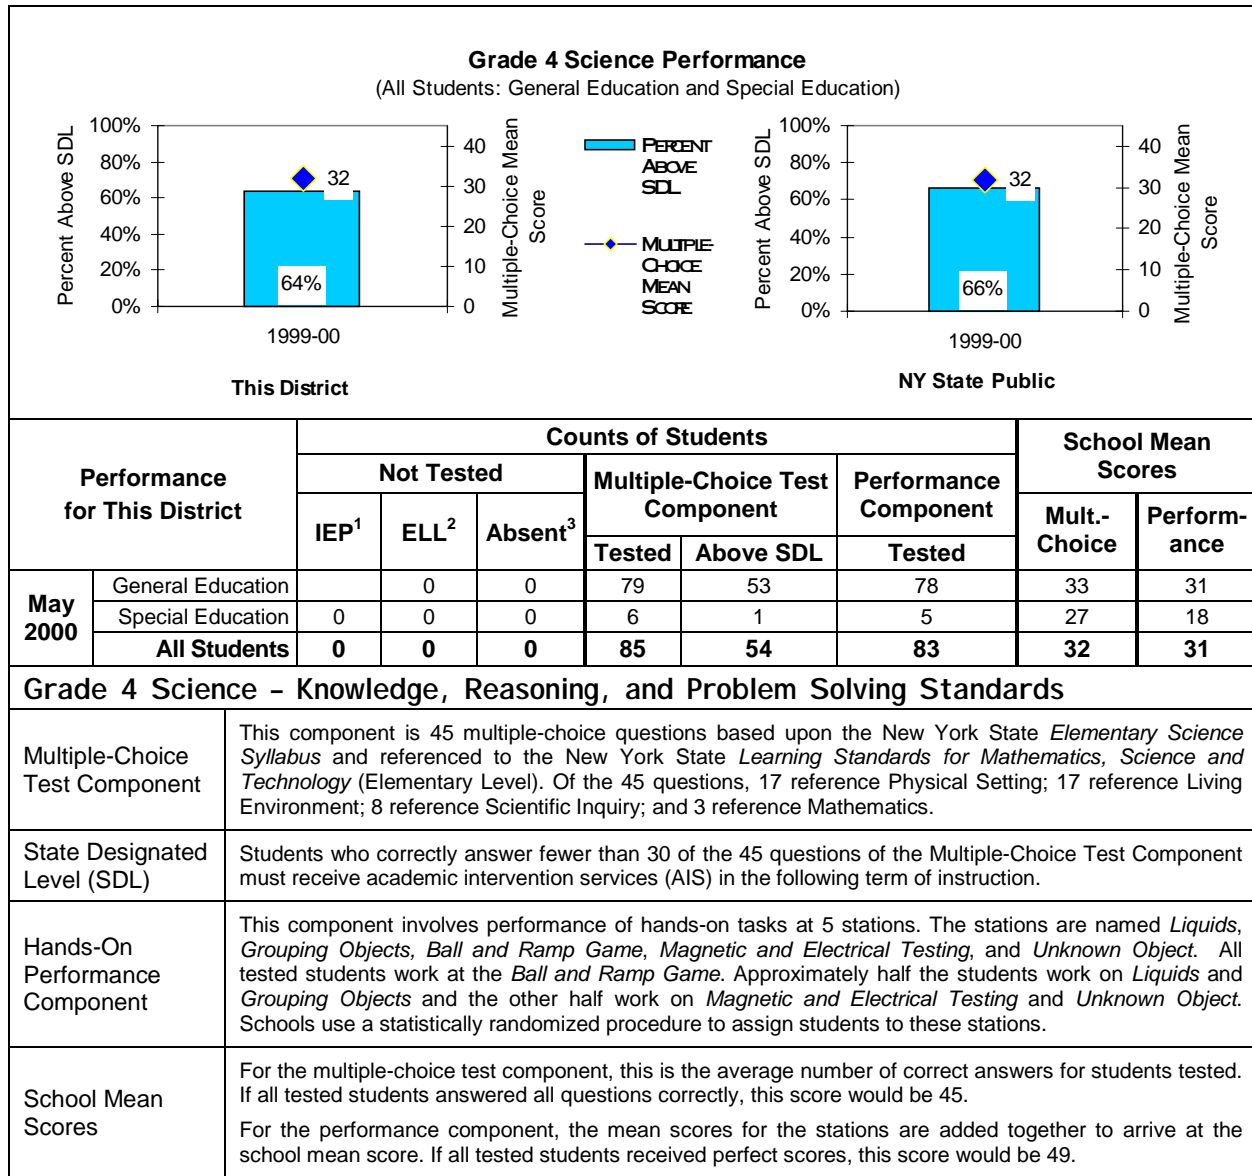 Grade 4 Science Performance
(All Students: General Education and Special Education)
Percent Above SDL
100%
80%
60%
40%
20%
0%
32
64%
40
30
20
10
0
Multiple-Choice Mean
Score
1999-00
This District
PERCENT
ABOVE
SDL
MULTIPLE-
CHOICE
MEAN
SCORE
Percent Above SDL
100%
80%
60%
40%
20%
0%
32
66%
40
30
20
10
0
Multiple-Choice Mean
Score
1999-00
NY State Public
Performance
for This District
Counts of Students
School Mean
Scores
Not Tested
Multiple-Choice Test
Component
Performance
Component
IEP1 ELL2 Absent3
Tested Above SDL Tested
Mult.-
Choice
Perform-
ance
May
2000
General Education 0 0 79 53 78 33 31
Special Education 0 0 0 6 1 5 27 18
All Students 0 0 0 85 54 83 32 31
Grade 4 Science – Knowledge, Reasoning, and Problem Solving Standards
Multiple-Choice
Test Component
This component is 45 multiple-choice questions based upon the New York State Elementary Science
Syllabus and referenced to the New York State Learning Standards for Mathematics, Science and
Technology (Elementary Level). Of the 45 questions, 17 reference Physical Setting; 17 reference Living
Environment; 8 reference Scientific Inquiry; and 3 reference Mathematics.
State Designated
Level (SDL)
Students who correctly answer fewer than 30 of the 45 questions of the Multiple-Choice Test Component
must receive academic intervention services (AIS) in the following term of instruction.
Hands-On
Performance
Component
This component involves performance of hands-on tasks at 5 stations. The stations are named Liquids,
Grouping Objects, Ball and Ramp Game, Magnetic and Electrical Testing, and Unknown Object. All
tested students work at the Ball and Ramp Game. Approximately half the students work on Liquids and
Grouping Objects and the other half work on Magnetic and Electrical Testing and Unknown Object.
Schools use a statistically randomized procedure to assign students to these stations.
School Mean
Scores
For the multiple-choice test component, this is the average number of correct answers for students tested.
If all tested students answered all questions correctly, this score would be 45.
For the performance component, the mean scores for the stations are added together to arrive at the
school mean score. If all tested students received perfect scores, this score would be 49.